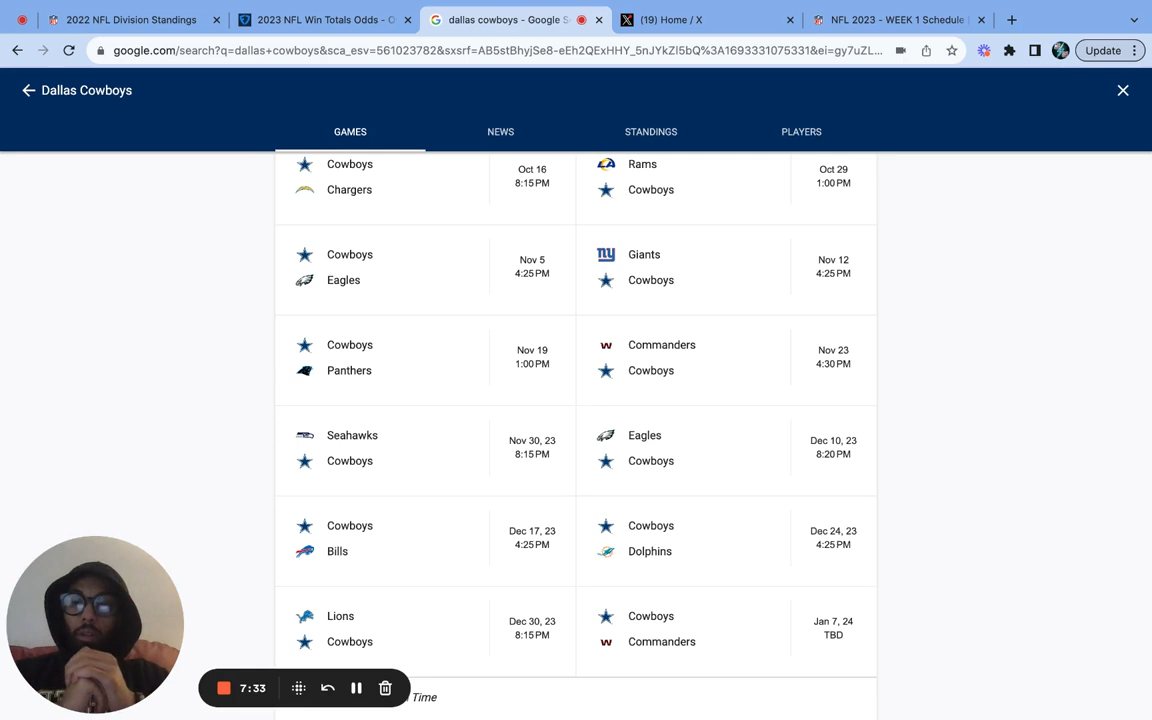 2022 NFL Division Standings
2023 NFL Win Totals Odds - O
dallas cowboys - Google S
(19) Home / X
NFL 2023 - WEEK 1 Schedule
google.com/search?q=dallas+cowboys&sca_esv=561023782&sxsrf=AB5stBhyjSe8-eEh2QExHHY_5nJYkZl5bQ%3A1693331075331&ei=gy7uZL...
Update
Dallas Cowboys
GAMES NEWS STANDINGS PLAYERS
Cowboys
Chargers
Oct 16
8:15 PM
Rams
Cowboys
Oct 29
1:00 PM
Cowboys
Eagles
Nov 5
4:25 PM
NY
Giants
Cowboys
Nov 12
4:25 PM
Cowboys
Panthers
Nov 19
1:00 PM
W
Commanders
Cowboys
Nov 23
4:30 PM
Seahawks
Cowboys
Nov 30, 23
8:15 PM
Eagles
Cowboys
Dec 10, 23
8:20 PM
Cowboys
Bills
Dec 17, 23
4:25 PM
Cowboys
Dolphins
Dec 24, 23
4:25 PM
Lions
Cowboys
Dec 30, 23
8:15 PM
Cowboys
W
Commanders
Jan 7, 24
TBD
7:33
Time